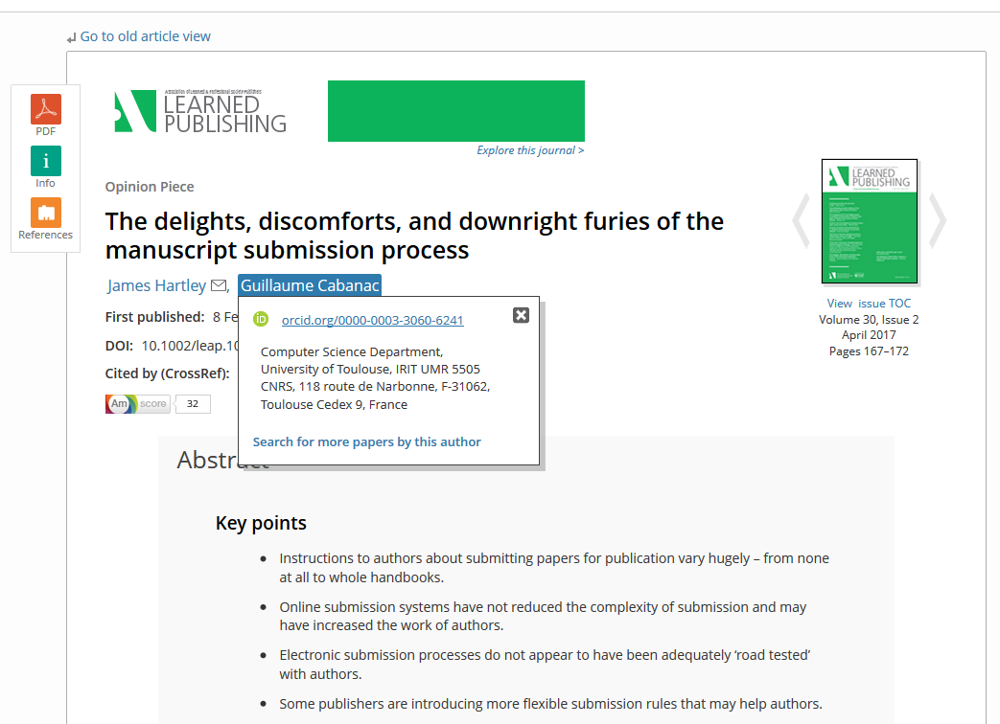 Go to old article view
PDF
Info
References
Association of Learned & Professional Society Publishers
LEARNED
PUBLISHING
Explore this journal >
Opinion Piece
The delights, discomforts, and downright furies of the
manuscript submission process
James Hartley, Guillaume Cabanac
First published: 8 Fe
DOI: 10.1002/leap.10
Cited by (CrossRef):
Am score 32
iD orcid.org/0000-0003-3060-6241
Computer Science Department,
University of Toulouse, IRIT UMR 5505
CNRS, 118 route de Narbonne, F-31062,
Toulouse Cedex 9, France
Search for more papers by this author
LEARNED
PUBLISHING
View issue TOC
Volume 30, Issue 2
April 2017
Pages 167–172
Abstract
Key points
Instructions to authors about submitting papers for publication vary hugely – from none
at all to whole handbooks.
Online submission systems have not reduced the complexity of submission and may
have increased the work of authors.
Electronic submission processes do not appear to have been adequately ‘road tested’
with authors.
Some publishers are introducing more flexible submission rules that may help authors.